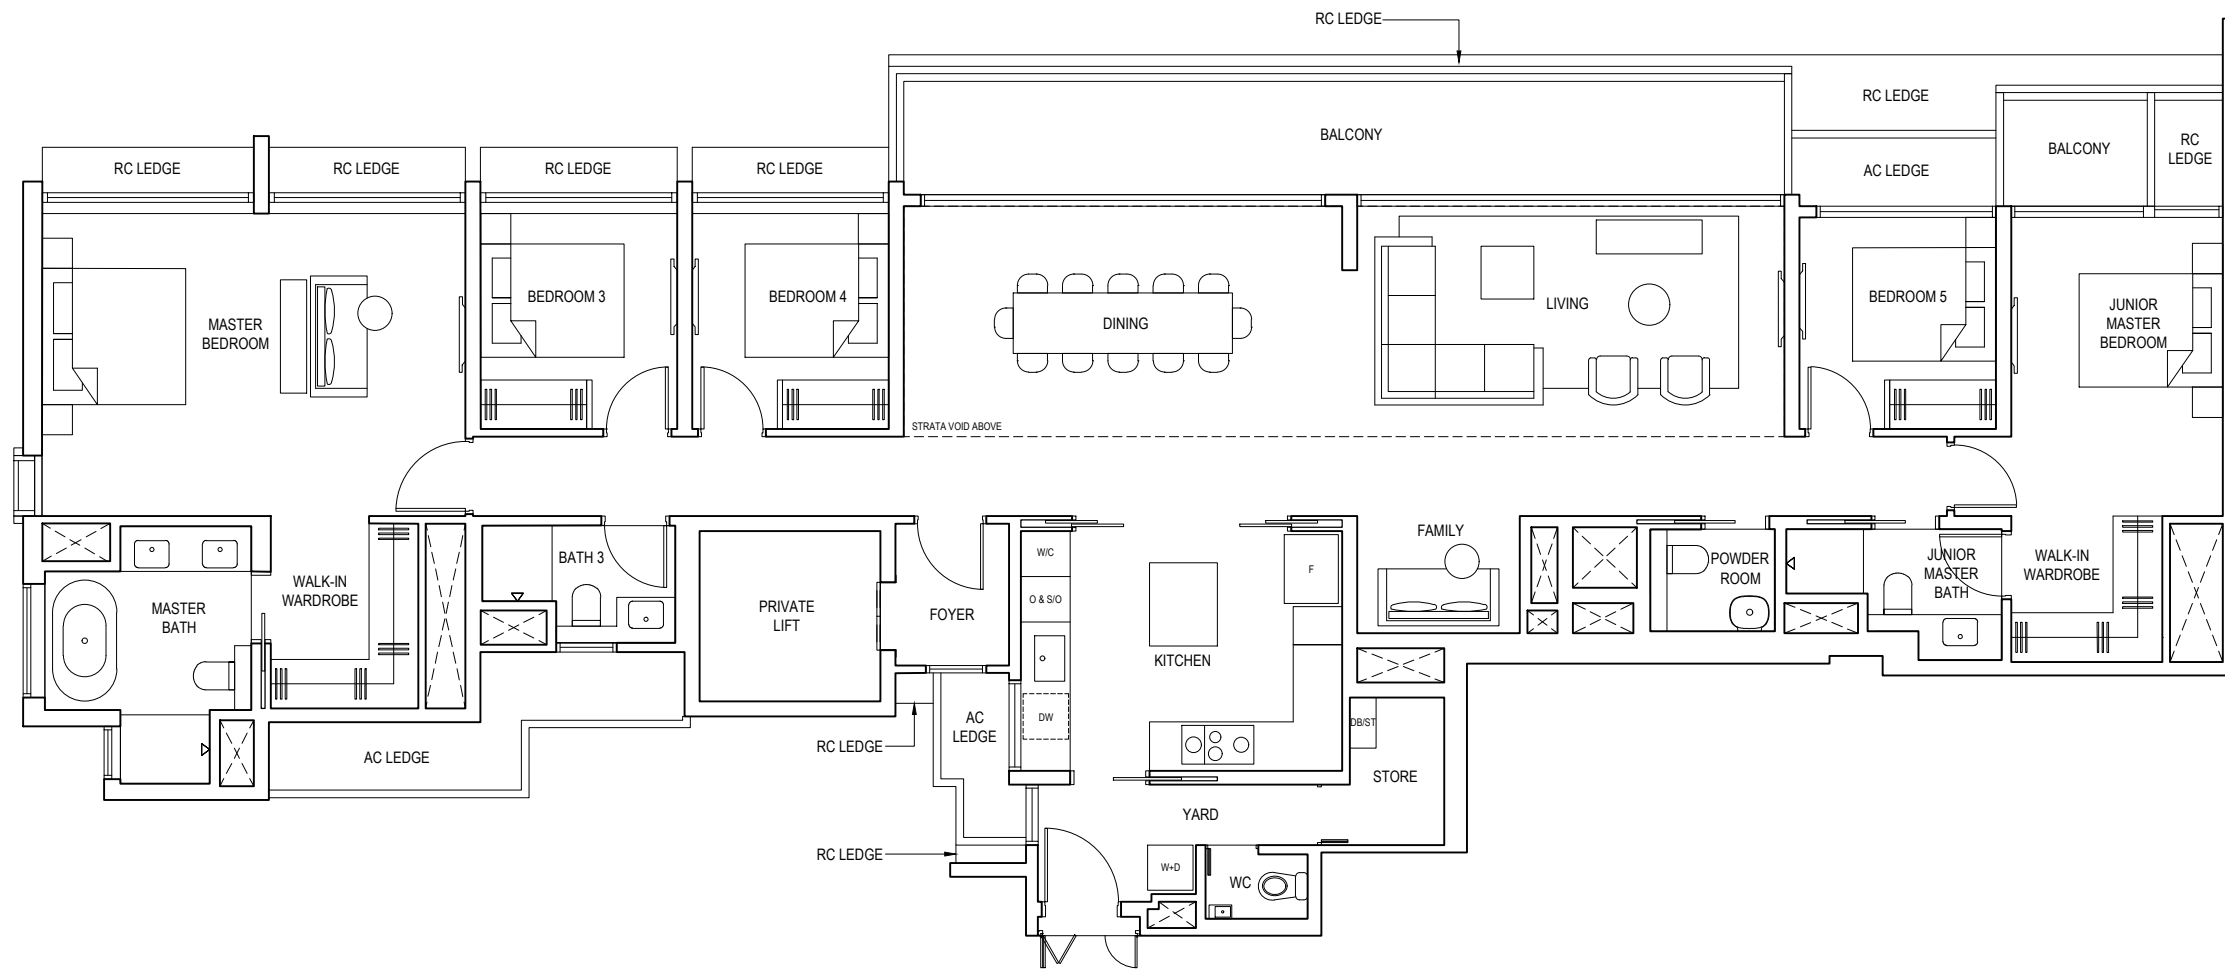 RC LEDGE
RC LEDGE
BALCONY
BALCONY
RC
LEDGE
RC LEDGE
RC LEDGE
RC LEDGE
RC LEDGE
AC LEDGE
MASTER
BEDROOM
BEDROOM 3
BEDROOM 4
DINING
LIVING
BEDROOM 5
JUNIOR
MASTER
BEDROOM
STRATA VOID ABOVE
MASTER
BATH
WALK-IN
WARDROBE
BATH 3
PRIVATE
LIFT
FOYER
W/C
O & S/O
DW
F
KITCHEN
FAMILY
POWDER
ROOM
JUNIOR
MASTER
BATH
WALK-IN
WARDROBE
AC LEDGE
RC LEDGE
AC
LEDGE
DB/ST
STORE
YARD
RC LEDGE
W+D
WC